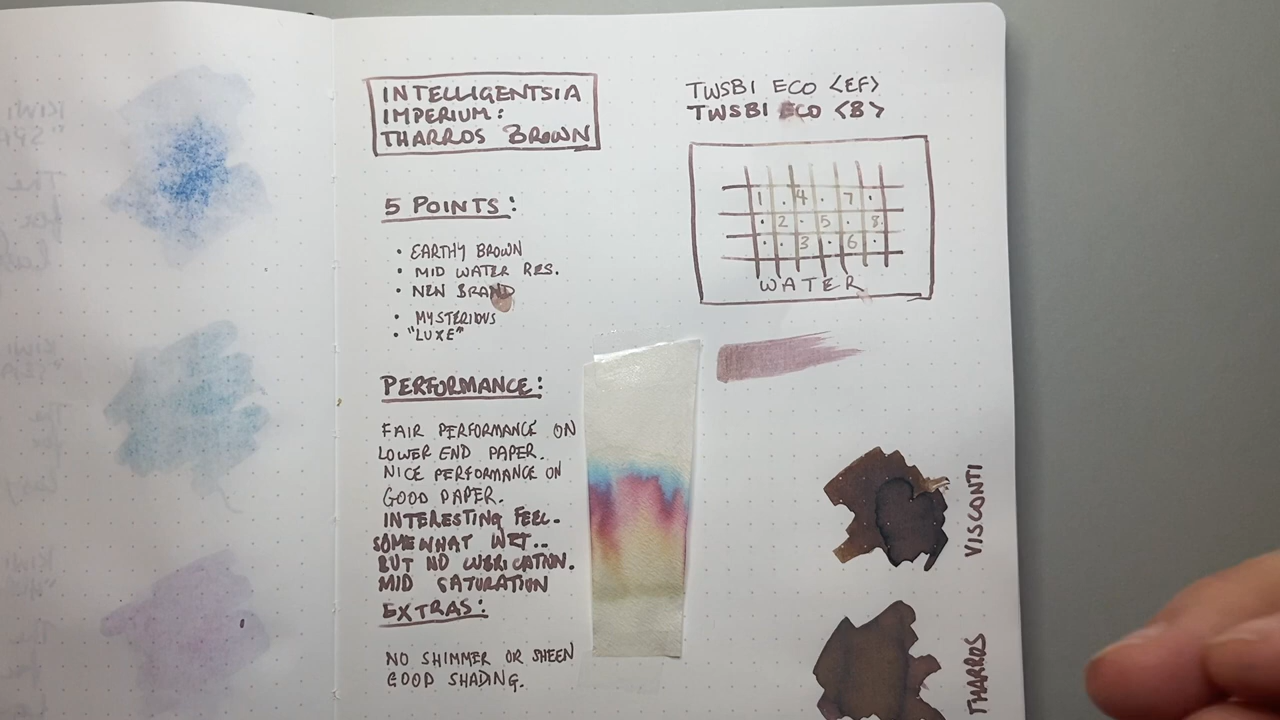 INTELLIGENTSIA
IMPERIUM:
THARROS BROWN
TWSBI ECO <EF>
TWSBI ECO <B>
5 POINTS:
• EARTHY BROWN
• MID WATER RES.
• NEW BRAND
• MYSTERIOUS
• "LUXE"
1 4 7
2 5 8
3 6
WATER
PERFORMANCE:
FAIR PERFORMANCE ON
LOWER END PAPER.
NICE PERFORMANCE ON
GOOD PAPER.
INTERESTING FEEL.
SOMEWHAT WET..
BUT NO LUBRICATION.
MID SATURATION
EXTRAS:
NO SHIMMER OR SHEEN
GOOD SHADING.
VISCONTI
THARROS